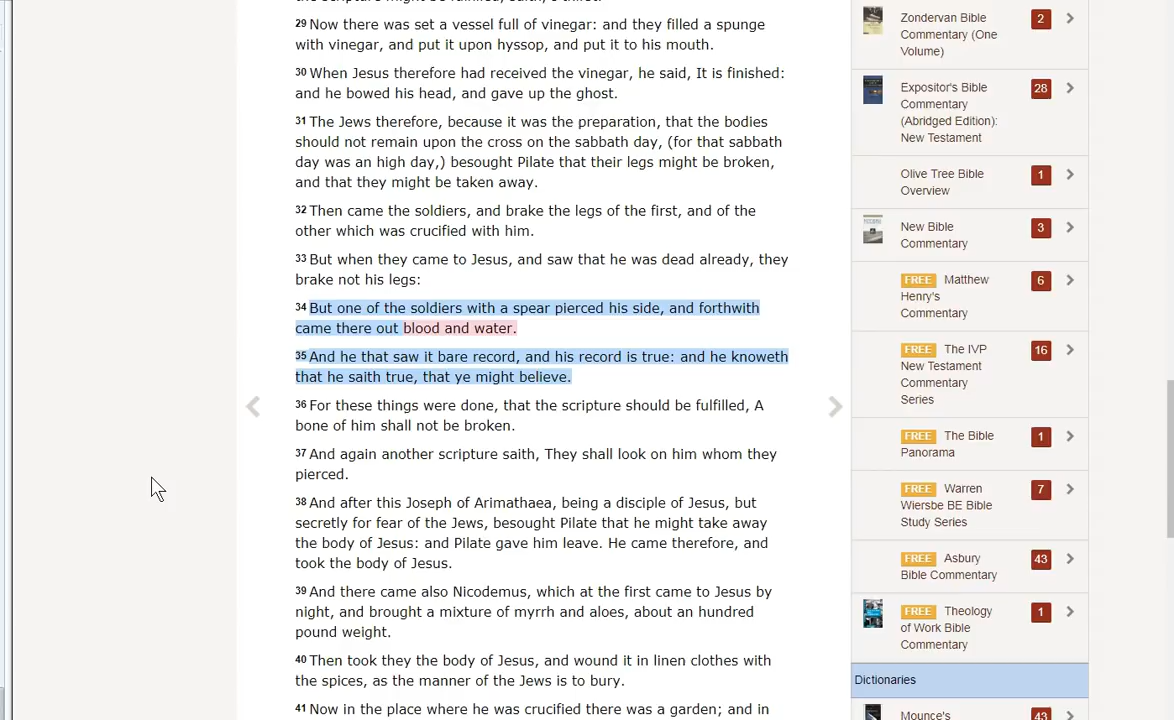 29 Now there was set a vessel full of vinegar: and they filled a spunge
with vinegar, and put it upon hyssop, and put it to his mouth.
30 When Jesus therefore had received the vinegar, he said, It is finished:
and he bowed his head, and gave up the ghost.
31 The Jews therefore, because it was the preparation, that the bodies
should not remain upon the cross on the sabbath day, (for that sabbath
day was an high day,) besought Pilate that their legs might be broken,
and that they might be taken away.
32 Then came the soldiers, and brake the legs of the first, and of the
other which was crucified with him.
33 But when they came to Jesus, and saw that he was dead already, they
brake not his legs:
34 But one of the soldiers with a spear pierced his side, and forthwith
came there out blood and water.
35 And he that saw it bare record, and his record is true: and he knoweth
that he saith true, that ye might believe.
36 For these things were done, that the scripture should be fulfilled, A
bone of him shall not be broken.
37 And again another scripture saith, They shall look on him whom they
pierced.
38 And after this Joseph of Arimathaea, being a disciple of Jesus, but
secretly for fear of the Jews, besought Pilate that he might take away
the body of Jesus: and Pilate gave him leave. He came therefore, and
took the body of Jesus.
39 And there came also Nicodemus, which at the first came to Jesus by
night, and brought a mixture of myrrh and aloes, about an hundred
pound weight.
40 Then took they the body of Jesus, and wound it in linen clothes with
the spices, as the manner of the Jews is to bury.
41 Now in the place where he was crucified there was a garden; and in
Zondervan Bible 2
Commentary (One
Volume)
Expositor's Bible 28
Commentary
(Abridged Edition):
New Testament
Olive Tree Bible 1
Overview
New Bible 3
Commentary
FREE Matthew 6
Henry's
Commentary
FREE The IVP 16
New Testament
Commentary
Series
FREE The Bible 1
Panorama
FREE Warren 7
Wiersbe BE Bible
Study Series
FREE Asbury 43
Bible Commentary
FREE Theology 1
of Work Bible
Commentary
Dictionaries
Mounce's 43